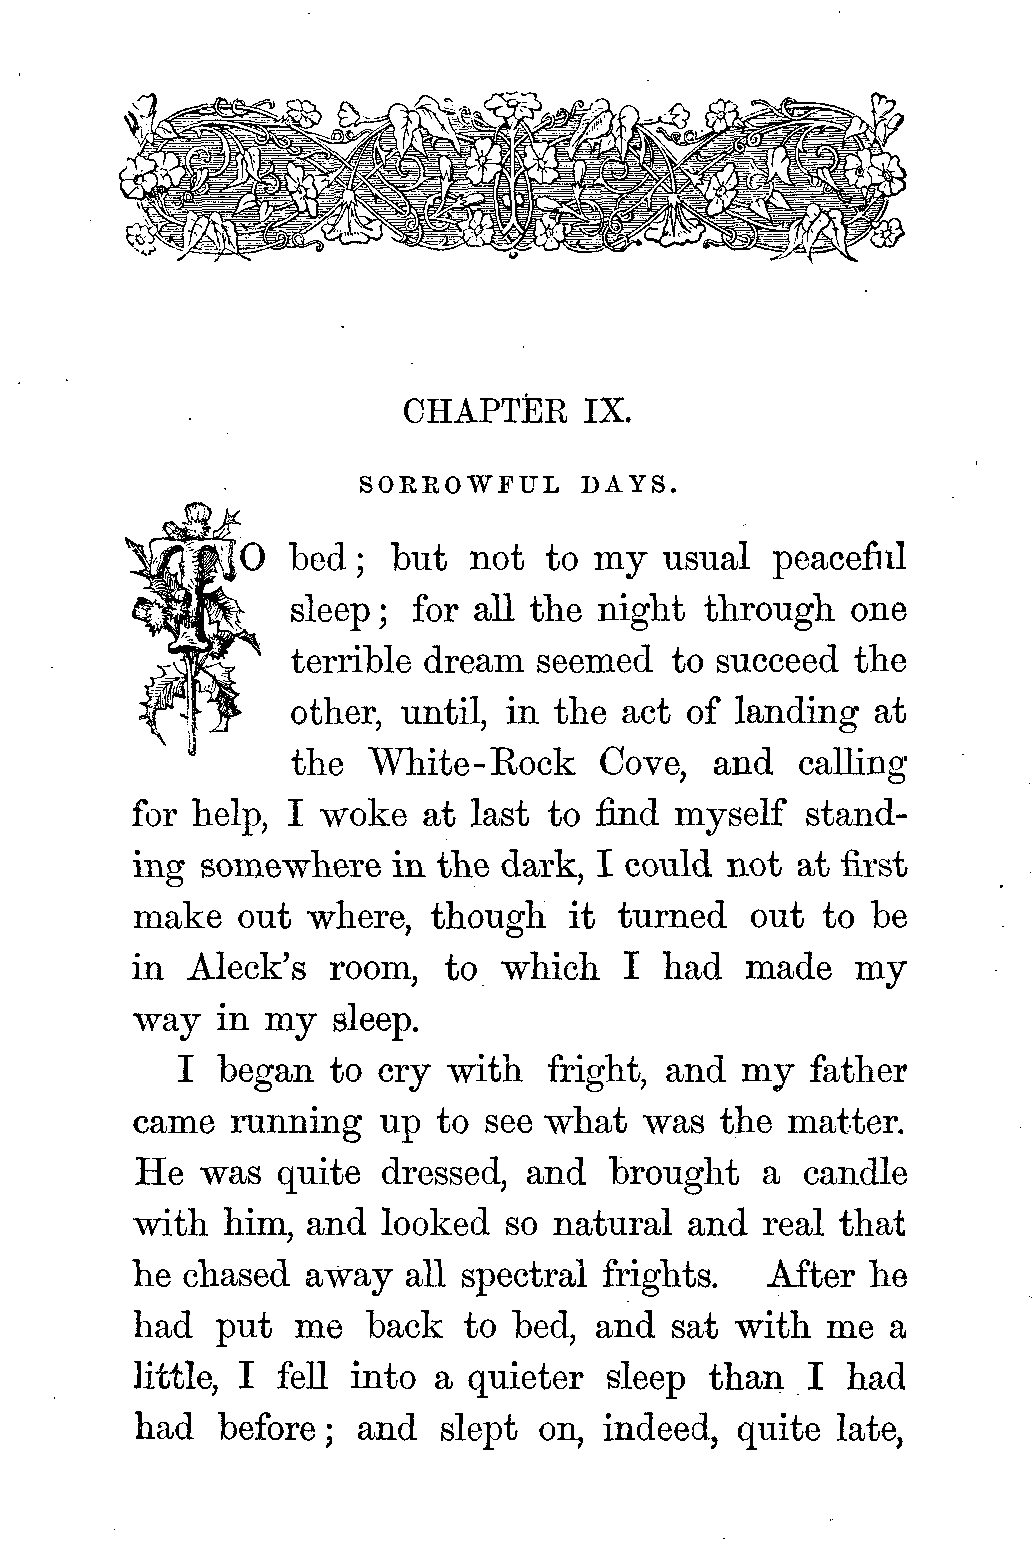 CHAPTER IX.
SORROWFUL DAYS.
TO bed; but not to my usual peaceful
sleep; for all the night through one
terrible dream seemed to succeed the
other, until, in the act of landing at
the White-Rock Cove, and calling
for help, I woke at last to find myself stand-
ing somewhere in the dark, I could not at first
make out where, though it turned out to be
in Aleck's room, to which I had made my
way in my sleep.
I began to cry with fright, and my father
came running up to see what was the matter.
He was quite dressed, and brought a candle
with him, and looked so natural and real that
he chased away all spectral frights. After he
had put me back to bed, and sat with me a
little, I fell into a quieter sleep than I had
had before; and slept on, indeed, quite late,